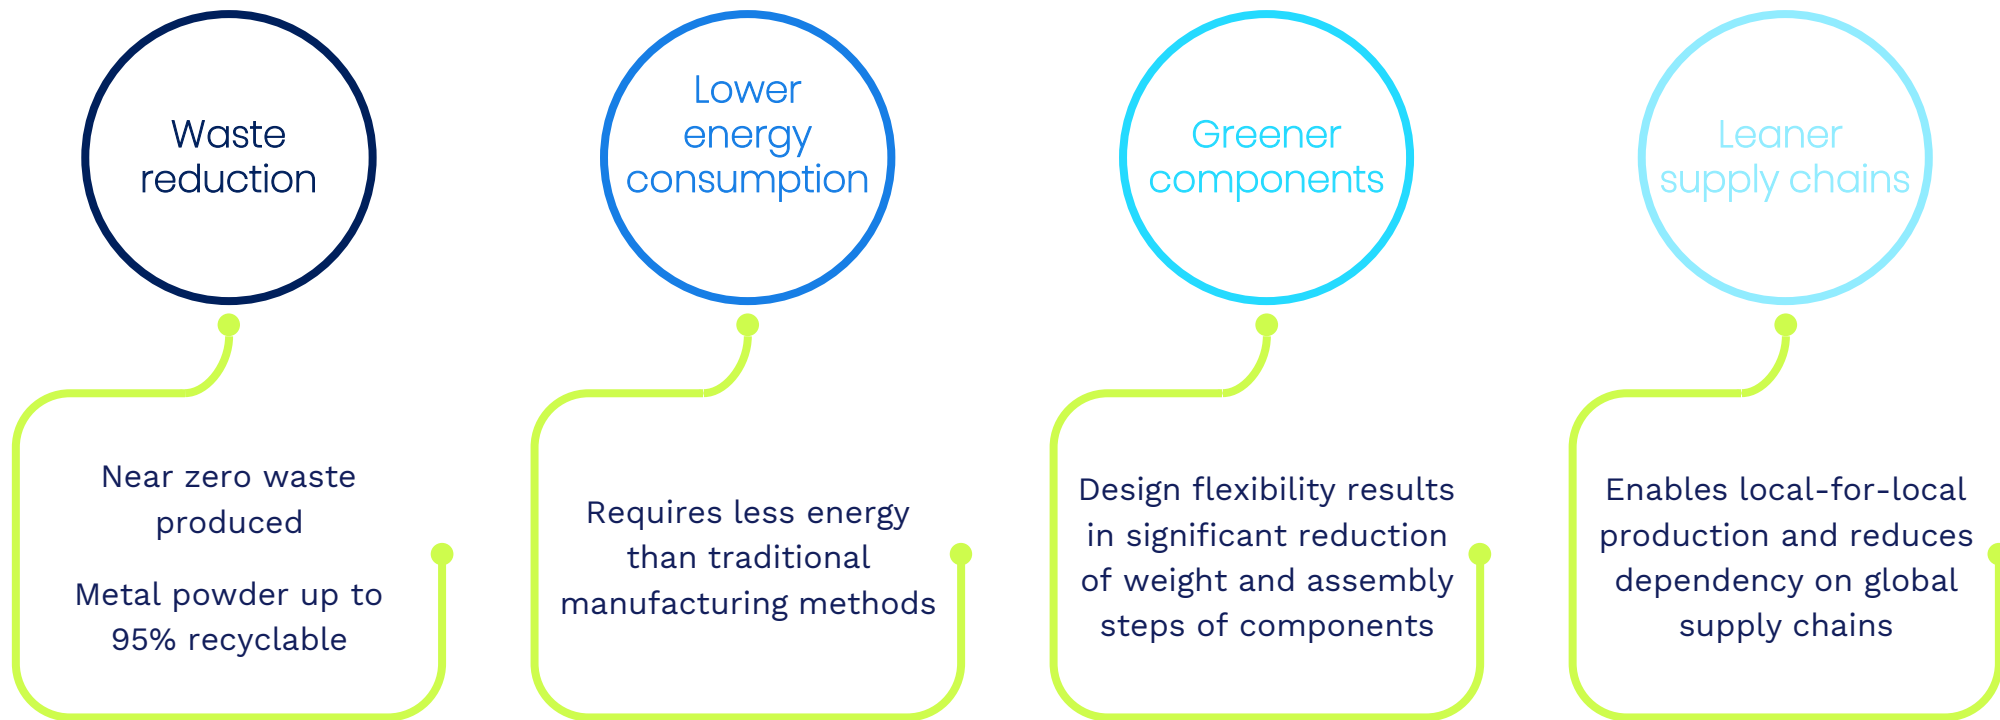 Waste
reduction
Near zero waste
produced
Metal powder up to
95% recyclable
Lower
energy
consumption
Requires less energy
than traditional
manufacturing methods
Greener
components
Design flexibility results
in significant reduction
of weight and assembly
steps of components
Leaner
supply chains
Enables local-for-local
production and reduces
dependency on global
supply chains